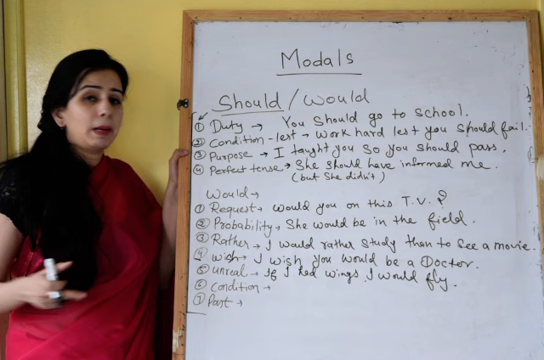 Modals
Should / Would
① Duty → You should go to school.
② Condition - lest → Work hard lest you should fail.
③ Purpose → I taught you so you should pass.
④ Perfect tense → She should have informed me.
(but she didn't)
Would →
① Request → Would you on this T.V. ?
② Probability → She would be in the field.
③ Rather → I would rather study than to see a movie.
④ Wish → I wish you would be a Doctor.
⑤ Unreal → If I had wings I would fly.
⑥ Condition →
⑦ Past →